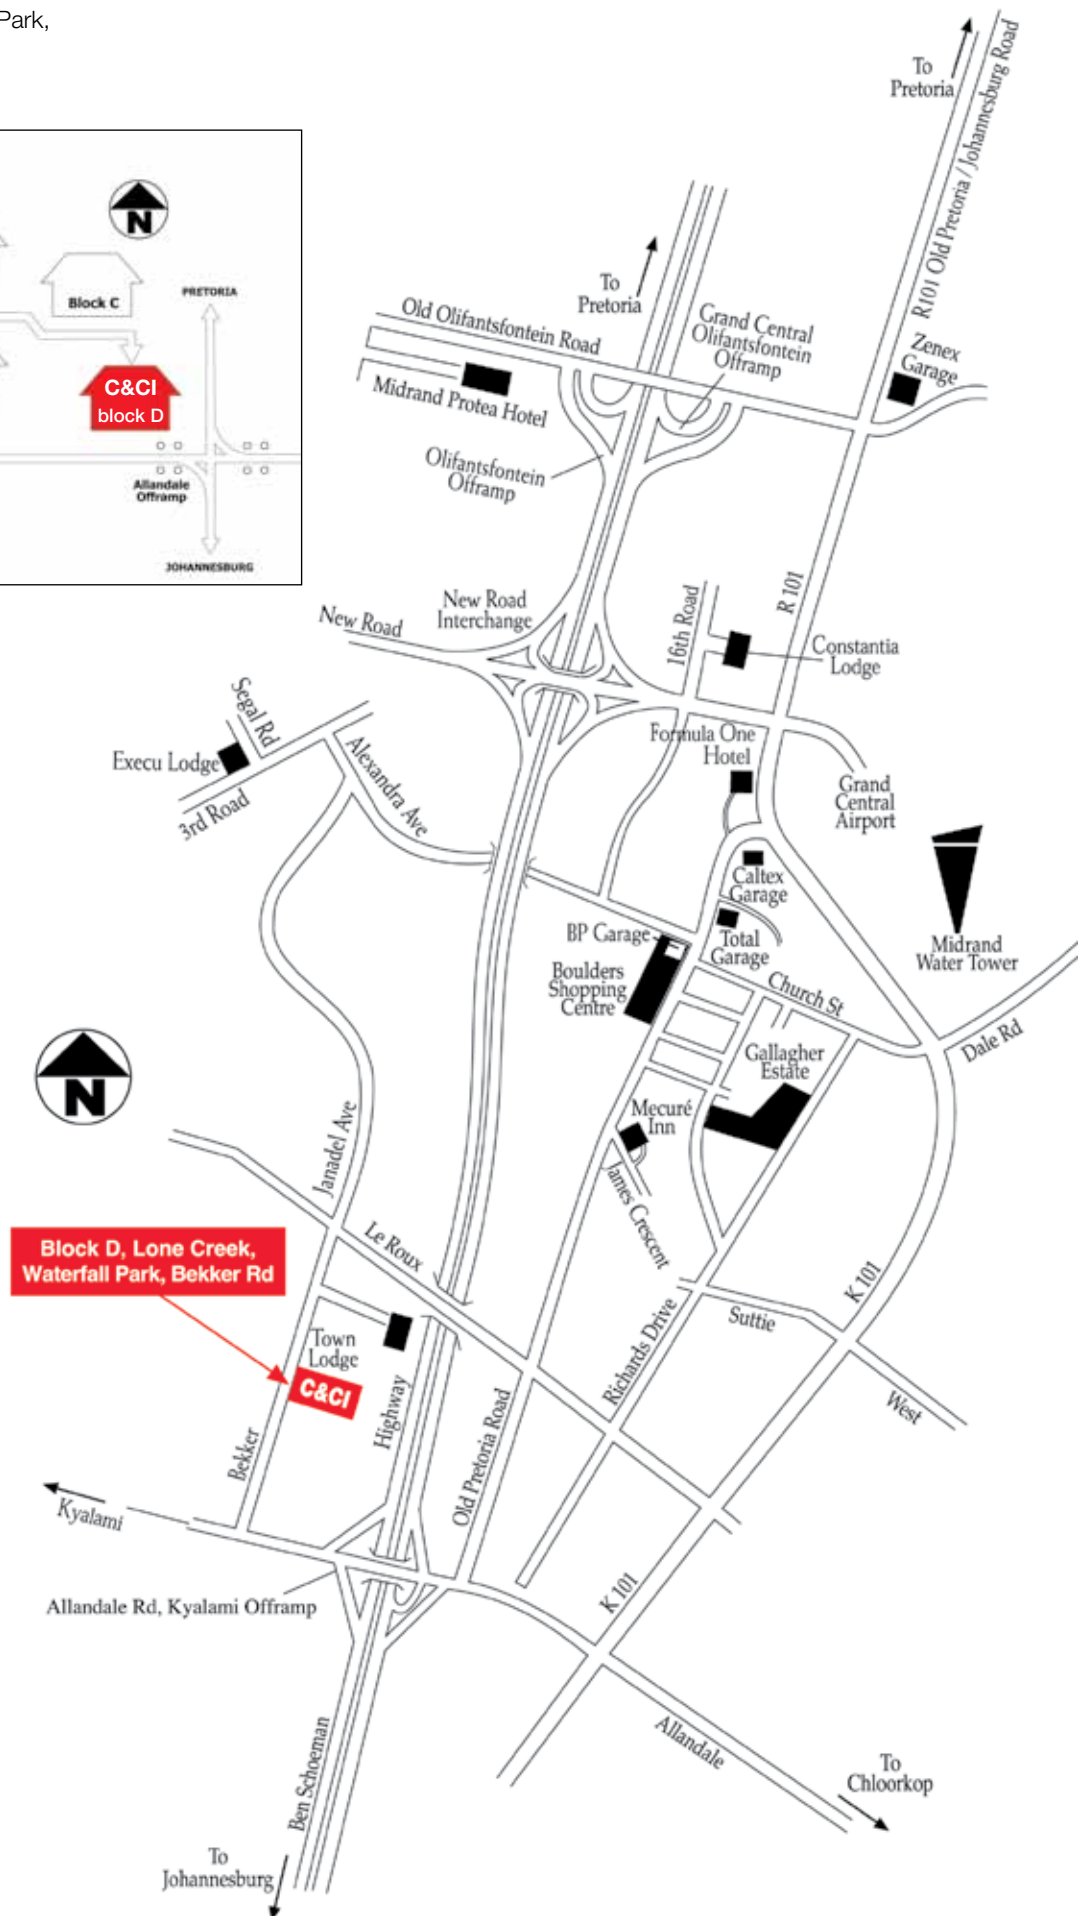 Park,
To
Pretoria
R101 Old Pretoria / Johannesburg Road
N
Block C
PRETORIA
C&CI
block D
Allandale
Offramp
JOHANNESBURG
To
Pretoria
Old Olifantsfontein Road
Grand Central
Olifantsfontein
Offramp
Zenex
Garage
Midrand Protea Hotel
Olifantsfontein
Offramp
New Road
Interchange
New Road
16th Road
R 101
Constantia
Lodge
Segal Rd
Execu Lodge
3rd Road
Alexandra Ave
Formula One
Hotel
Grand
Central
Airport
Caltex
Garage
BP Garage
Total
Garage
Boulders
Shopping
Centre
Midrand
Water Tower
Church St
Dale Rd
Gallagher
Estate
N
Mecuré
Inn
James Crescent
Janadel Ave
Le Roux
Block D, Lone Creek,
Waterfall Park, Bekker Rd
K 101
Suttie
Richards Drive
Town
Lodge
C&CI
Highway
West
Old Pretoria Road
Bekker
Kyalami
Allandale Rd, Kyalami Offramp
K 101
Allandale
To
Chloorkop
Ben Schoeman
To
Johannesburg